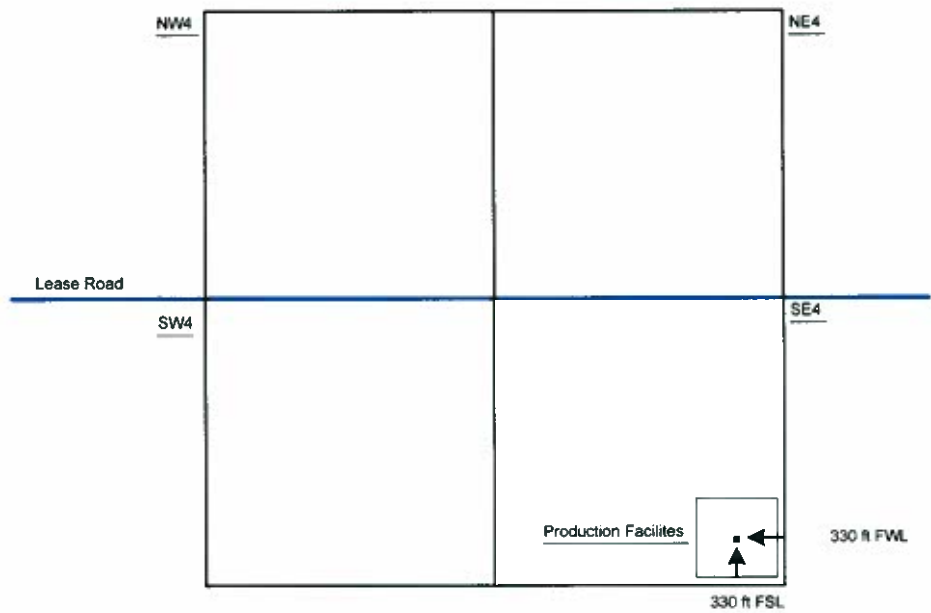 NW4
NE4
Lease Road
SW4
SE4
Production Facilites
330 ft FWL
330 ft FSL